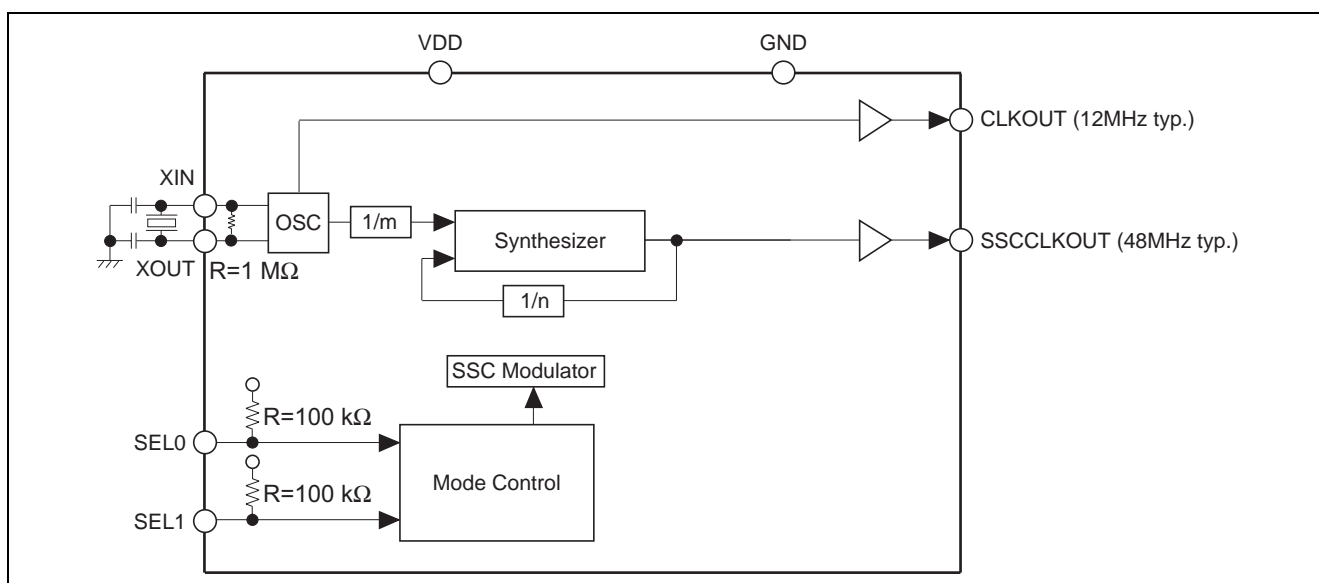 VDD
GND
CLKOUT (12MHz typ.)
XIN
OSC
1/m
Synthesizer
SSCCLKOUT (48MHz typ.)
XOUT
R=1 MΩ
1/n
SSC Modulator
R=100 kΩ
SEL0
Mode Control
R=100 kΩ
SEL1